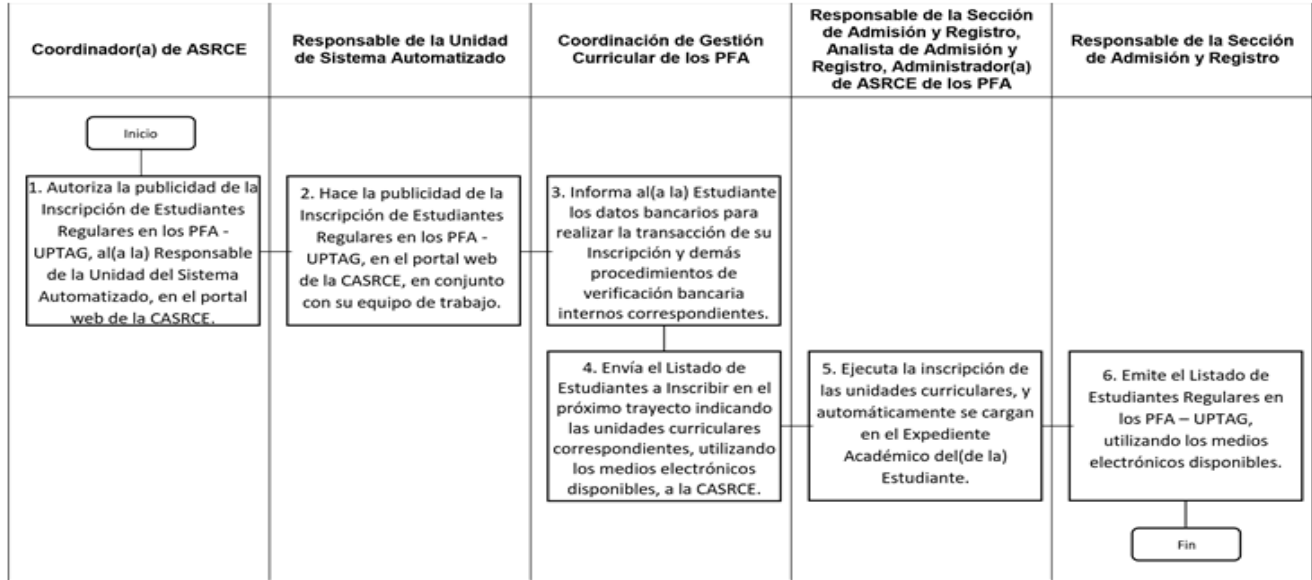 Coordinador(a) de ASRCE
Responsable de la Unidad
de Sistema Automatizado
Coordinación de Gestión
Curricular de los PFA
Responsable de la Sección
de Admisión y Registro,
Analista de Admisión y
Registro, Administrador(a)
de ASRCE de los PFA
Responsable de la Sección
de Admisión y Registro
Inicio
1. Autoriza la publicidad de la
Inscripción de Estudiantes
Regulares en los PFA -
UPTAG, al(a la) Responsable
de la Unidad del Sistema
Automatizado, en el portal
web de la CASRCE.
2. Hace la publicidad de la
Inscripción de Estudiantes
Regulares en los PFA -
UPTAG, en el portal web
de la CASRCE, en conjunto
con su equipo de trabajo.
3. Informa al(a la) Estudiante
los datos bancarios para
realizar la transacción de su
Inscripción y demás
procedimientos de
verificación bancaria
internos correspondientes.
4. Envía el Listado de
Estudiantes a Inscribir en el
próximo trayecto indicando
las unidades curriculares
correspondientes, utilizando
los medios electrónicos
disponibles, a la CASRCE.
5. Ejecuta la inscripción de
las unidades curriculares, y
automáticamente se cargan
en el Expediente
Académico del(de la)
Estudiante.
6. Emite el Listado de
Estudiantes Regulares en
los PFA – UPTAG,
utilizando los medios
electrónicos disponibles.
Fin